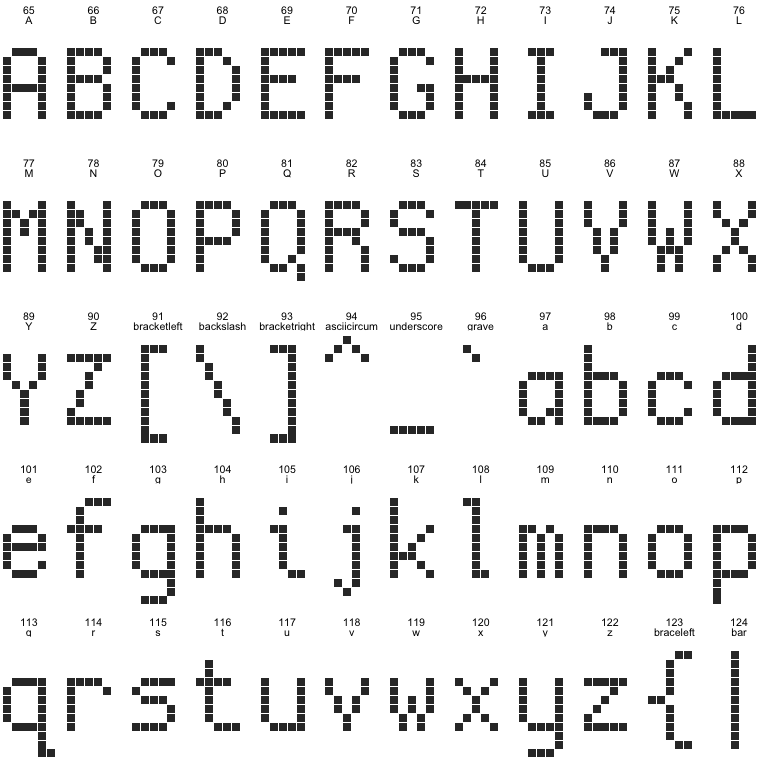 65 66 67 68 69 70 71 72 73 74 75 76
A B C D E F G H I J K L
A B C D E F G H I J K L
77 78 79 80 81 82 83 84 85 86 87 88
M N O P Q R S T U V W X
M N O P Q R S T U V W X
89 90 91 92 93 94 95 96 97 98 99 100
Y Z bracketleft backslash bracketright asciicircum underscore grave a b c d
Y Z [ \ ] ^ _ ` a b c d
101 102 103 104 105 106 107 108 109 110 111 112
e f g h i j k l m n o p
e f g h i j k l m n o p
113 114 115 116 117 118 119 120 121 122 123 124
q r s t u v w x y z braceleft bar
q r s t u v w x y z { |